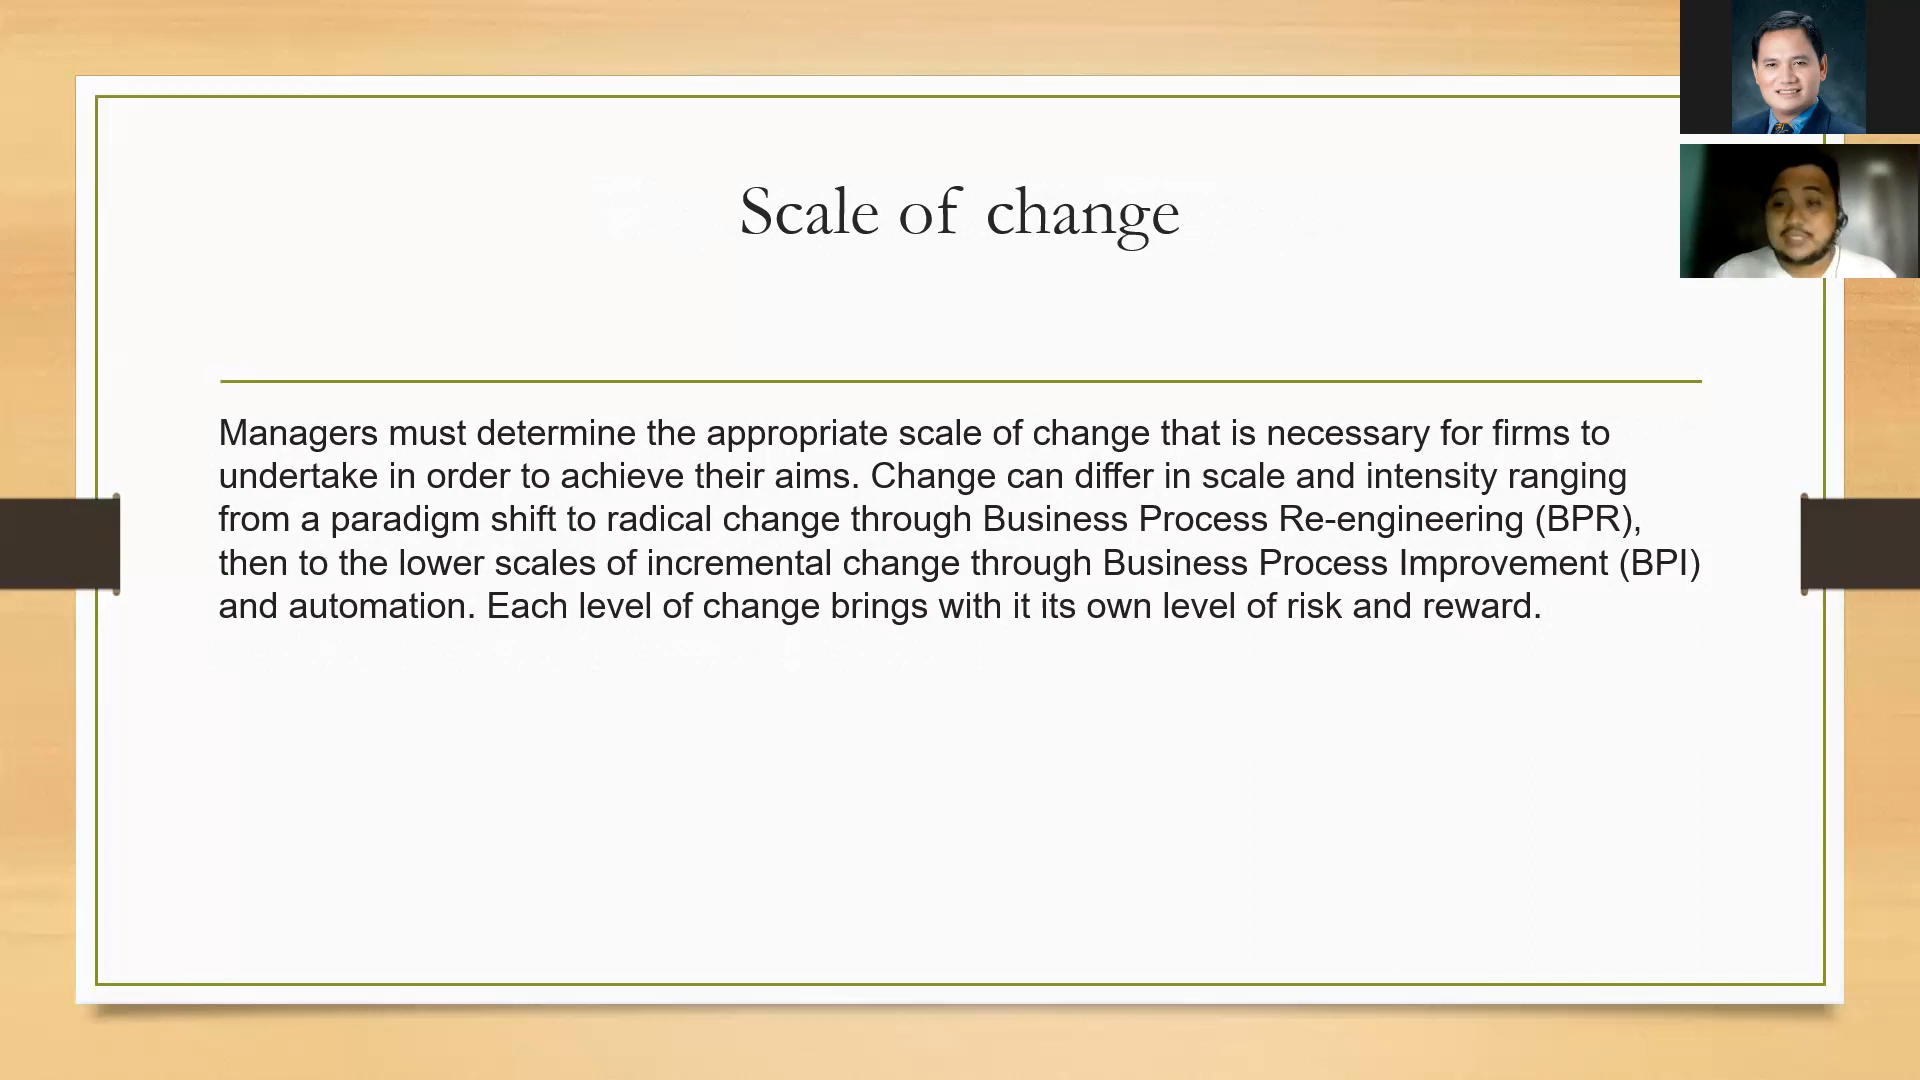 Scale of change
Managers must determine the appropriate scale of change that is necessary for firms to
undertake in order to achieve their aims. Change can differ in scale and intensity ranging
from a paradigm shift to radical change through Business Process Re-engineering (BPR),
then to the lower scales of incremental change through Business Process Improvement (BPI)
and automation. Each level of change brings with it its own level of risk and reward.